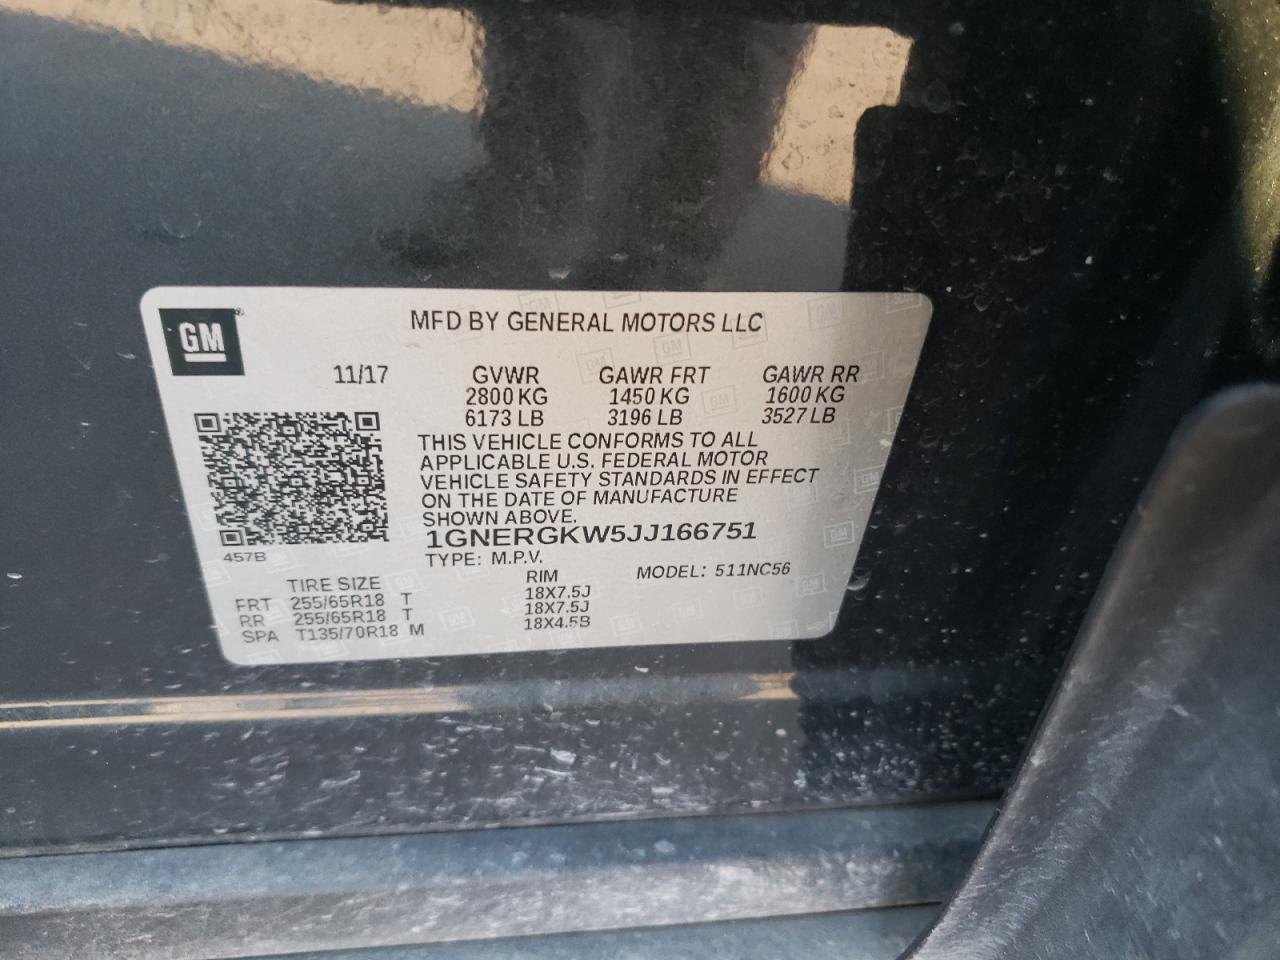 GM
MFD BY GENERAL MOTORS LLC
11/17 GVWR GAWR FRT GAWR RR
2800 KG 1450 KG 1600 KG
6173 LB 3196 LB 3527 LB
THIS VEHICLE CONFORMS TO ALL
APPLICABLE U.S. FEDERAL MOTOR
VEHICLE SAFETY STANDARDS IN EFFECT
ON THE DATE OF MANUFACTURE
SHOWN ABOVE.
1GNERGKW5JJ166751
457B
TYPE: M.P.V.
MODEL: 511NC56
TIRE SIZE RIM
FRT 255/65R18 T 18X7.5J
RR 255/65R18 T 18X7.5J
SPA T135/70R18 M 18X4.5B